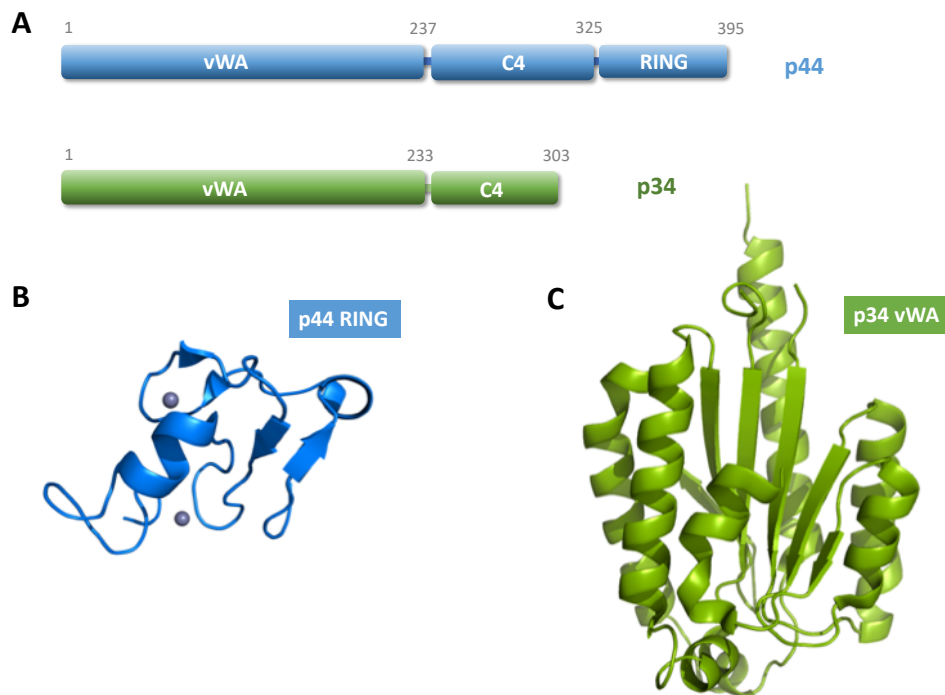 A
1 237 325 395
vWA C4 RING p44
1 233 303
vWA C4 p34
B
p44 RING
C
p34 vWA